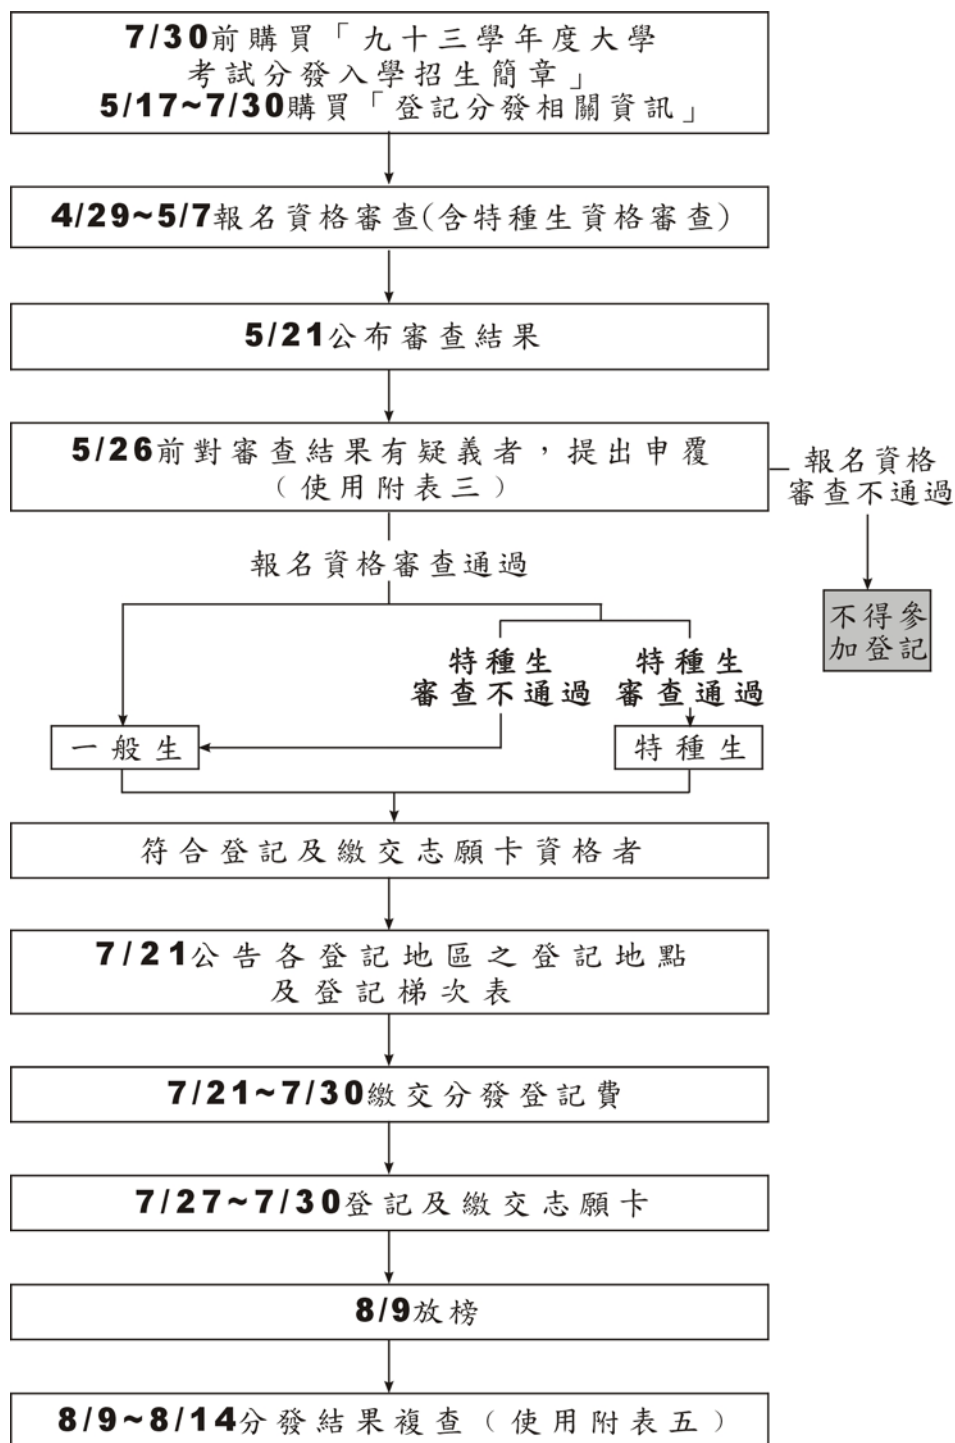 7/30前購買「九十三學年度大學
考試分發入學招生簡章」
5/17~7/30購買「登記分發相關資訊」
4/29~5/7報名資格審查(含特種生資格審查)
5/21公布審查結果
5/26前對審查結果有疑義者，提出申覆
（使用附表三）
報名資格
審查不通過
不得參
加登記
報名資格審查通過
特種生
審查不通過
特種生
審查通過
一般生
特種生
符合登記及繳交志願卡資格者
7/21公告各登記地區之登記地點
及登記梯次表
7/21~7/30繳交分發登記費
7/27~7/30登記及繳交志願卡
8/9放榜
8/9~8/14分發結果複查（使用附表五）